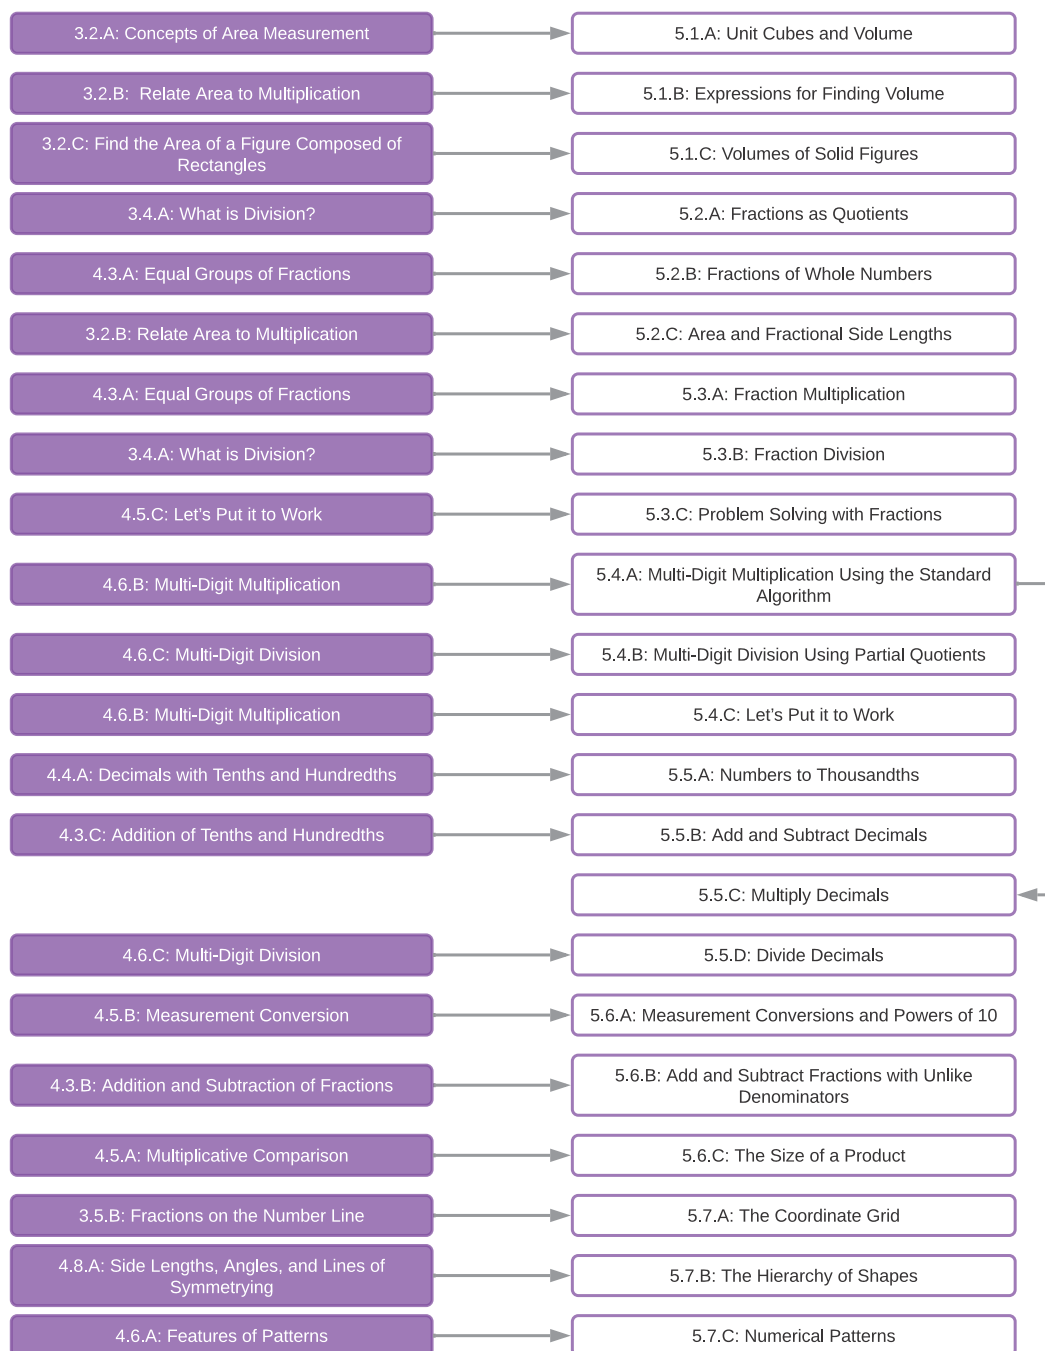 3.2.A: Concepts of Area Measurement
5.1.A: Unit Cubes and Volume
3.2.B:  Relate Area to Multiplication
5.1.B: Expressions for Finding Volume
3.2.C: Find the Area of a Figure Composed of
Rectangles
5.1.C: Volumes of Solid Figures
3.4.A: What is Division?
5.2.A: Fractions as Quotients
4.3.A: Equal Groups of Fractions
5.2.B: Fractions of Whole Numbers
3.2.B: Relate Area to Multiplication
5.2.C: Area and Fractional Side Lengths
4.3.A: Equal Groups of Fractions
5.3.A: Fraction Multiplication
3.4.A: What is Division?
5.3.B: Fraction Division
4.5.C: Let’s Put it to Work
5.3.C: Problem Solving with Fractions
4.6.B: Multi-Digit Multiplication
5.4.A: Multi-Digit Multiplication Using the Standard
Algorithm
4.6.C: Multi-Digit Division
5.4.B: Multi-Digit Division Using Partial Quotients
4.6.B: Multi-Digit Multiplication
5.4.C: Let’s Put it to Work
4.4.A: Decimals with Tenths and Hundredths
5.5.A: Numbers to Thousandths
4.3.C: Addition of Tenths and Hundredths
5.5.B: Add and Subtract Decimals
5.5.C: Multiply Decimals
4.6.C: Multi-Digit Division
5.5.D: Divide Decimals
4.5.B: Measurement Conversion
5.6.A: Measurement Conversions and Powers of 10
4.3.B: Addition and Subtraction of Fractions
5.6.B: Add and Subtract Fractions with Unlike
Denominators
4.5.A: Multiplicative Comparison
5.6.C: The Size of a Product
3.5.B: Fractions on the Number Line
5.7.A: The Coordinate Grid
4.8.A: Side Lengths, Angles, and Lines of
Symmetrying
5.7.B: The Hierarchy of Shapes
4.6.A: Features of Patterns
5.7.C: Numerical Patterns